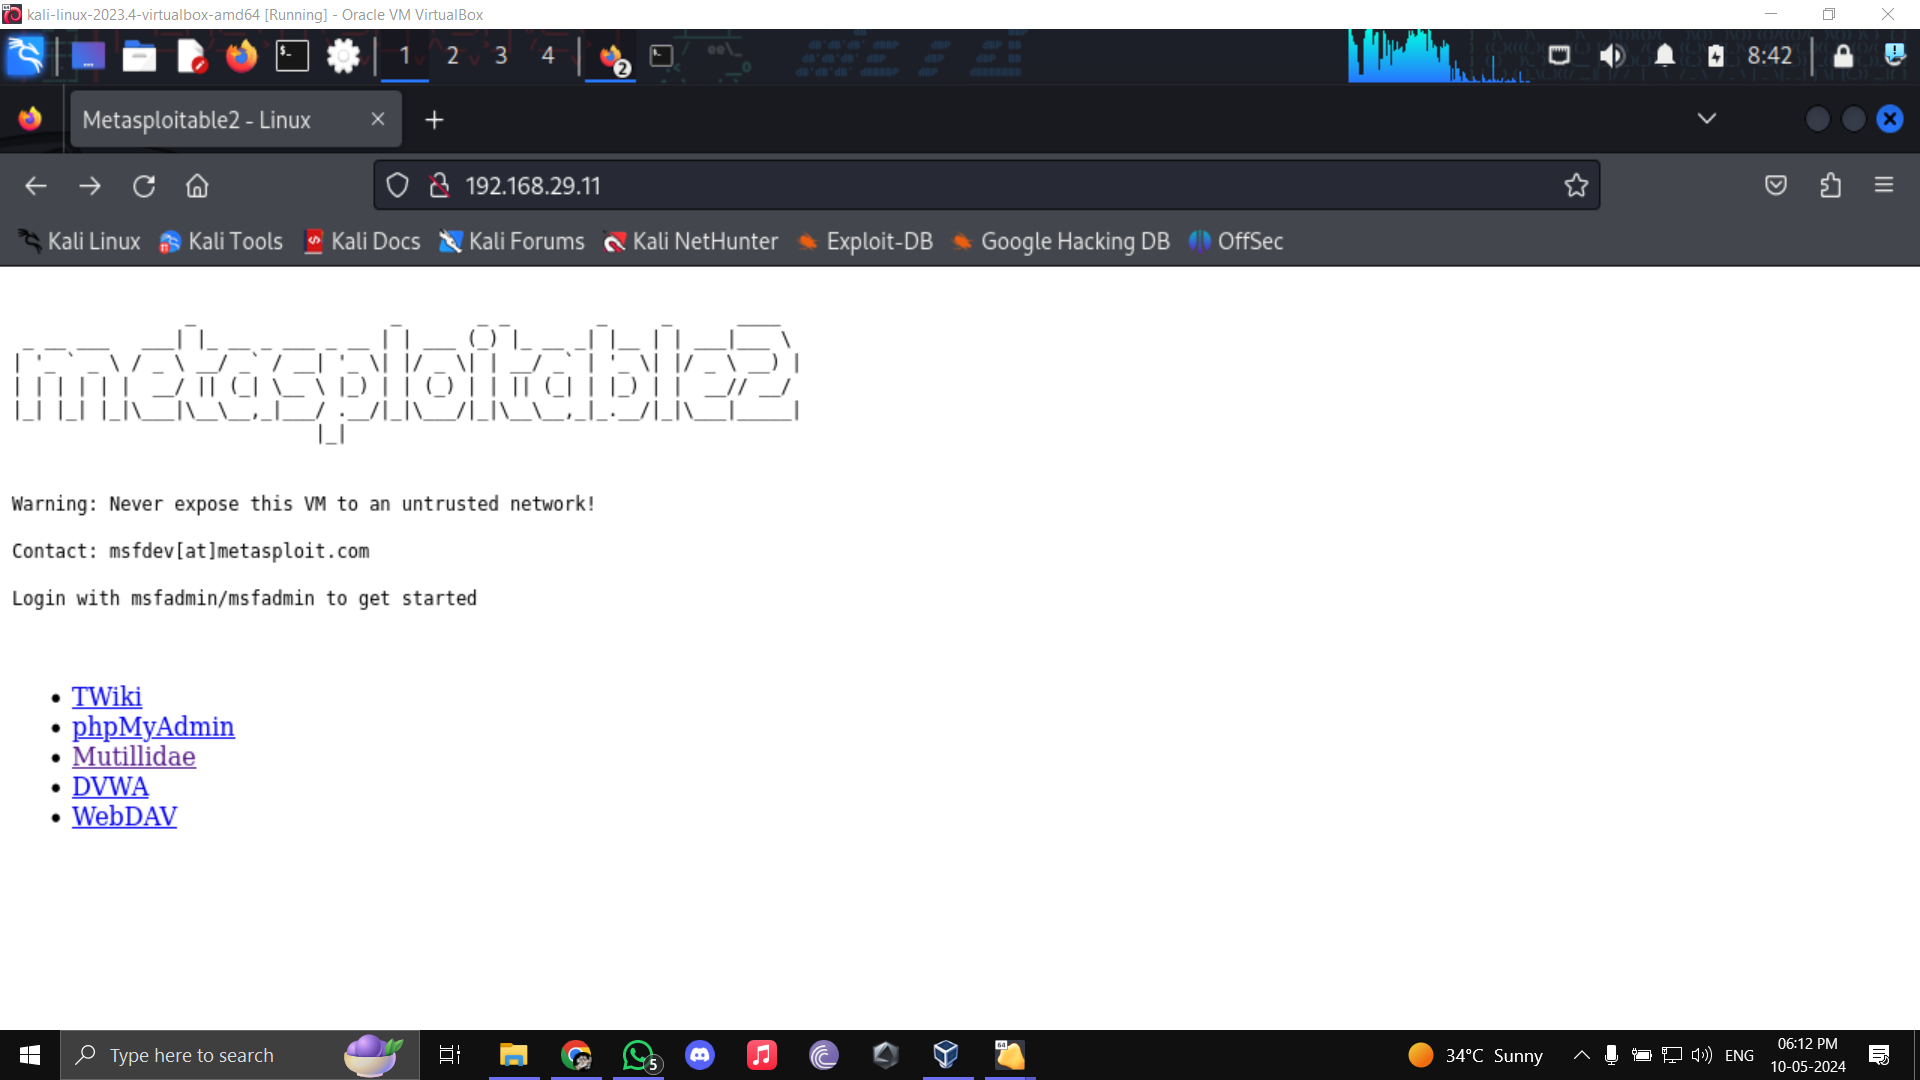 kali-linux-2023.4-virtualbox-amd64 [Running] - Oracle VM VirtualBox
1 2 3 4 2 8:42
Metasploitable2 - Linux
192.168.29.11
Kali Linux Kali Tools Kali Docs Kali Forums Kali NetHunter Exploit-DB Google Hacking DB OffSec
metasploitable2
Warning: Never expose this VM to an untrusted network!
Contact: msfdev[at]metasploit.com
Login with msfadmin/msfadmin to get started
TWiki
phpMyAdmin
Mutillidae
DVWA
WebDAV
Type here to search 5 64 34°C Sunny ENG 06:12 PM
10-05-2024